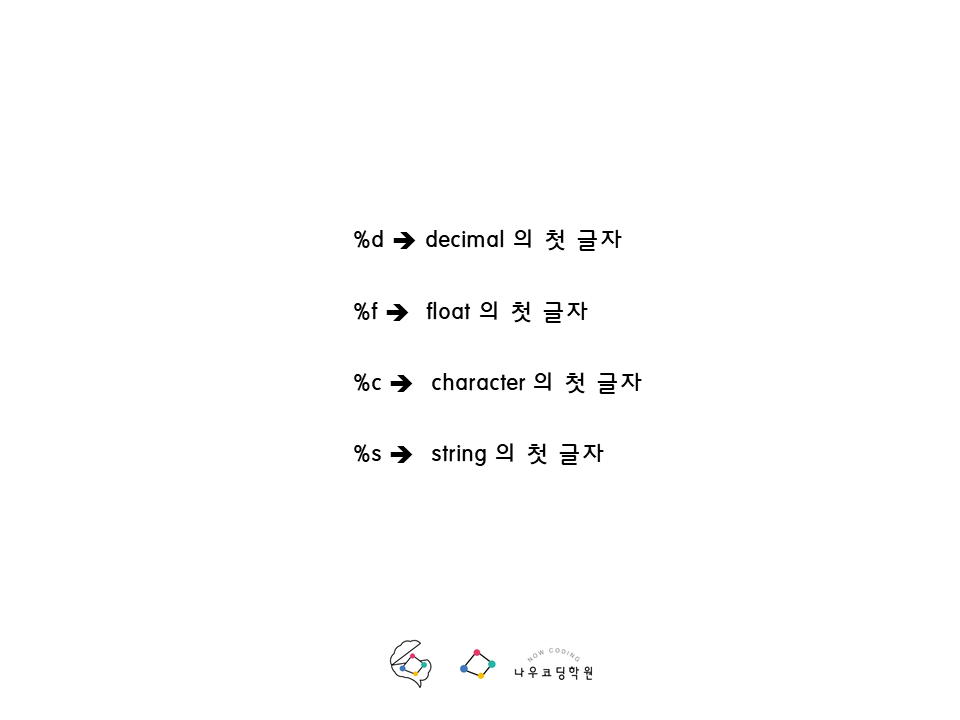 %d ➔ decimal 의 첫 글자
%f ➔ float 의 첫 글자
%c ➔ character 의 첫 글자
%s ➔ string 의 첫 글자
NOW CODING
나우코딩학원